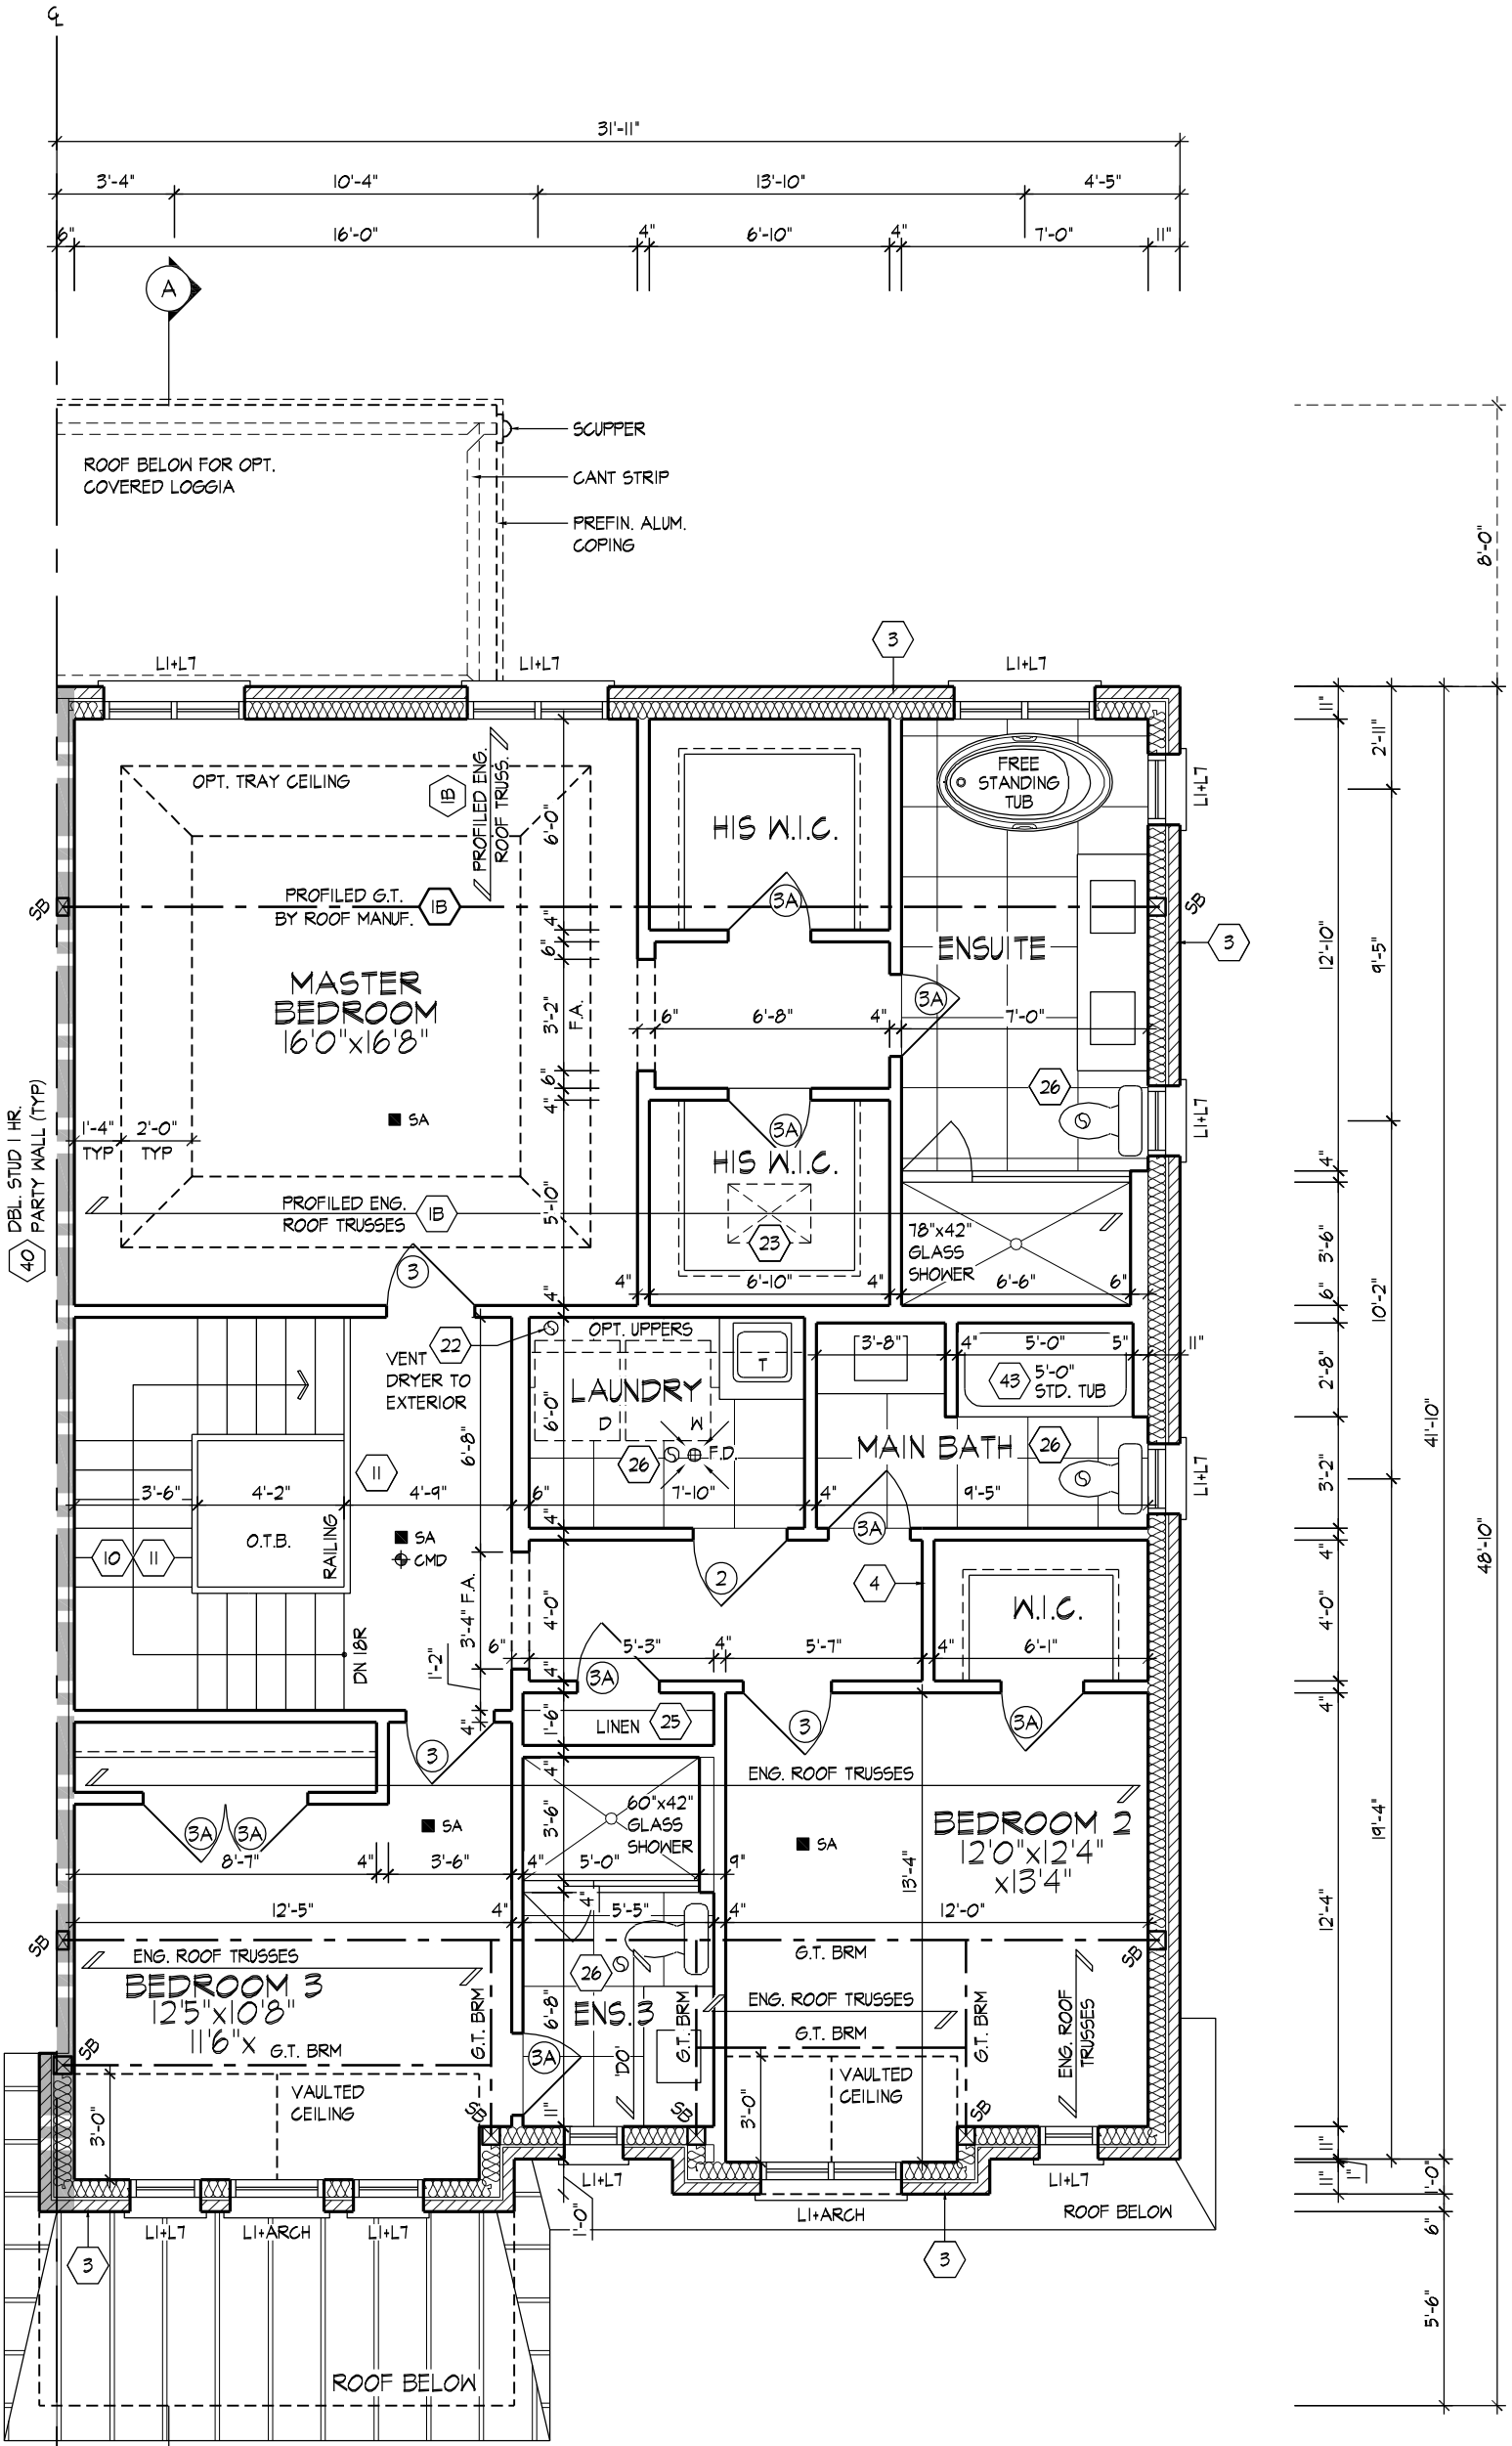 ℄
31'-11"
3'-4" 10'-4" 13'-10" 4'-5"
6" 16'-0" 4" 6'-10" 4" 7'-0" 11"
A
SCUPPER
ROOF BELOW FOR OPT.
COVERED LOGGIA
CANT STRIP
PREFIN. ALUM.
COPING
8'-0"
3
L1+L7 L1+L7 L1+L7
11"
2'-11"
OPT. TRAY CEILING
1B
PROFILED ENG.
ROOF TRUSS.
6'-0"
HIS W.I.C.
FREE
STANDING
TUB
L1+L7
3A
PROFILED G.T.
BY ROOF MANUF.
1B
SB
SB
4"
6"
ENSUITE
3
12'-10"
9'-5"
MASTER
BEDROOM
16'0"x16'8"
3'-2"
F.A.
3A
6" 6'-8" 4" 7'-0"
6"
4"
26
L1+L7
SA
3A
40
DBL. STUD 1 HR.
PARTY WALL (TYP)
1'-4"
TYP
2'-0"
TYP
HIS W.I.C.
4"
PROFILED ENG.
ROOF TRUSSES
1B
5'-10"
23
78"x42"
GLASS
SHOWER
3'-6"
10'-2"
3
4" 6'-10" 4" 6'-6" 6"
4"
6"
22
OPT. UPPERS
VENT
DRYER TO
EXTERIOR
T
3'-8" 4" 5'-0" 5" 11"
43
5'-0"
STD. TUB
2'-8"
LAUNDRY
D W
6'-0"
6'-8"
F.D.
26
MAIN BATH
26
L1+L7
41'-10"
11
3'-2"
3'-6" 4'-2" 4'-9" 6" 7'-10" 4" 9'-5"
4"
3A
O.T.B.
RAILING
10 11
SA
CMD
2
4
4"
48'-10"
3'-4" F.A.
4'-0"
W.I.C.
4'-0"
DN 18R
1'-2"
6" 5'-3" 4" 5'-7" 4" 6'-1"
4"
3A
4"
4"
1'-6"
LINEN
25
3
3A
3
4"
ENG. ROOF TRUSSES
3'-6"
60"x42"
GLASS
SHOWER
BEDROOM 2
12'0"x12'4"
x13'4"
SA
SA
19'-4"
3A 3A
8'-7" 4" 3'-6" 4" 5'-0" 9"
13'-4"
4"
12'-5" 4" 5'-5" 4" 12'-0"
12'-4"
SB
SB
G.T. BRM
ENG. ROOF TRUSSES
26
BEDROOM 3
12'5"x10'8"
11'6"x
G.T. BRM
G.T. BRM
6'-8"
ENS.3
G.T. BRM
ENG. ROOF TRUSSES
G.T. BRM
G.T. BRM
ENG. ROOF
TRUSSES
SB
3A
'DO'
VAULTED
CEILING
VAULTED
CEILING
3'-0"
3'-0"
SB
SB
SB
11"
11"
11"
1"
1'-0"
L1+L7
L1+L7
1'-0"
L1+ARCH
ROOF BELOW
L1+L7 L1+ARCH L1+L7
6"
3
3
5'-6"
ROOF BELOW